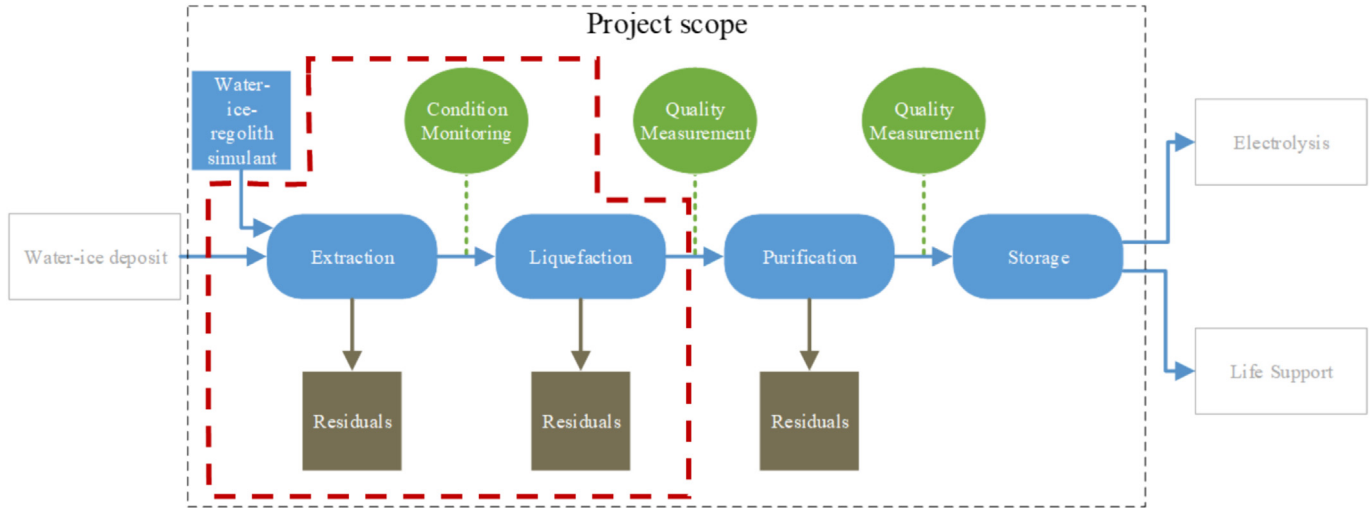 Project scope
Water-
ice-
regolith
simulant
Condition
Monitoring
Quality
Measurement
Quality
Measurement
Electrolysis
Water-ice deposit
Extraction
Liquefaction
Purification
Storage
Life Support
Residuals
Residuals
Residuals